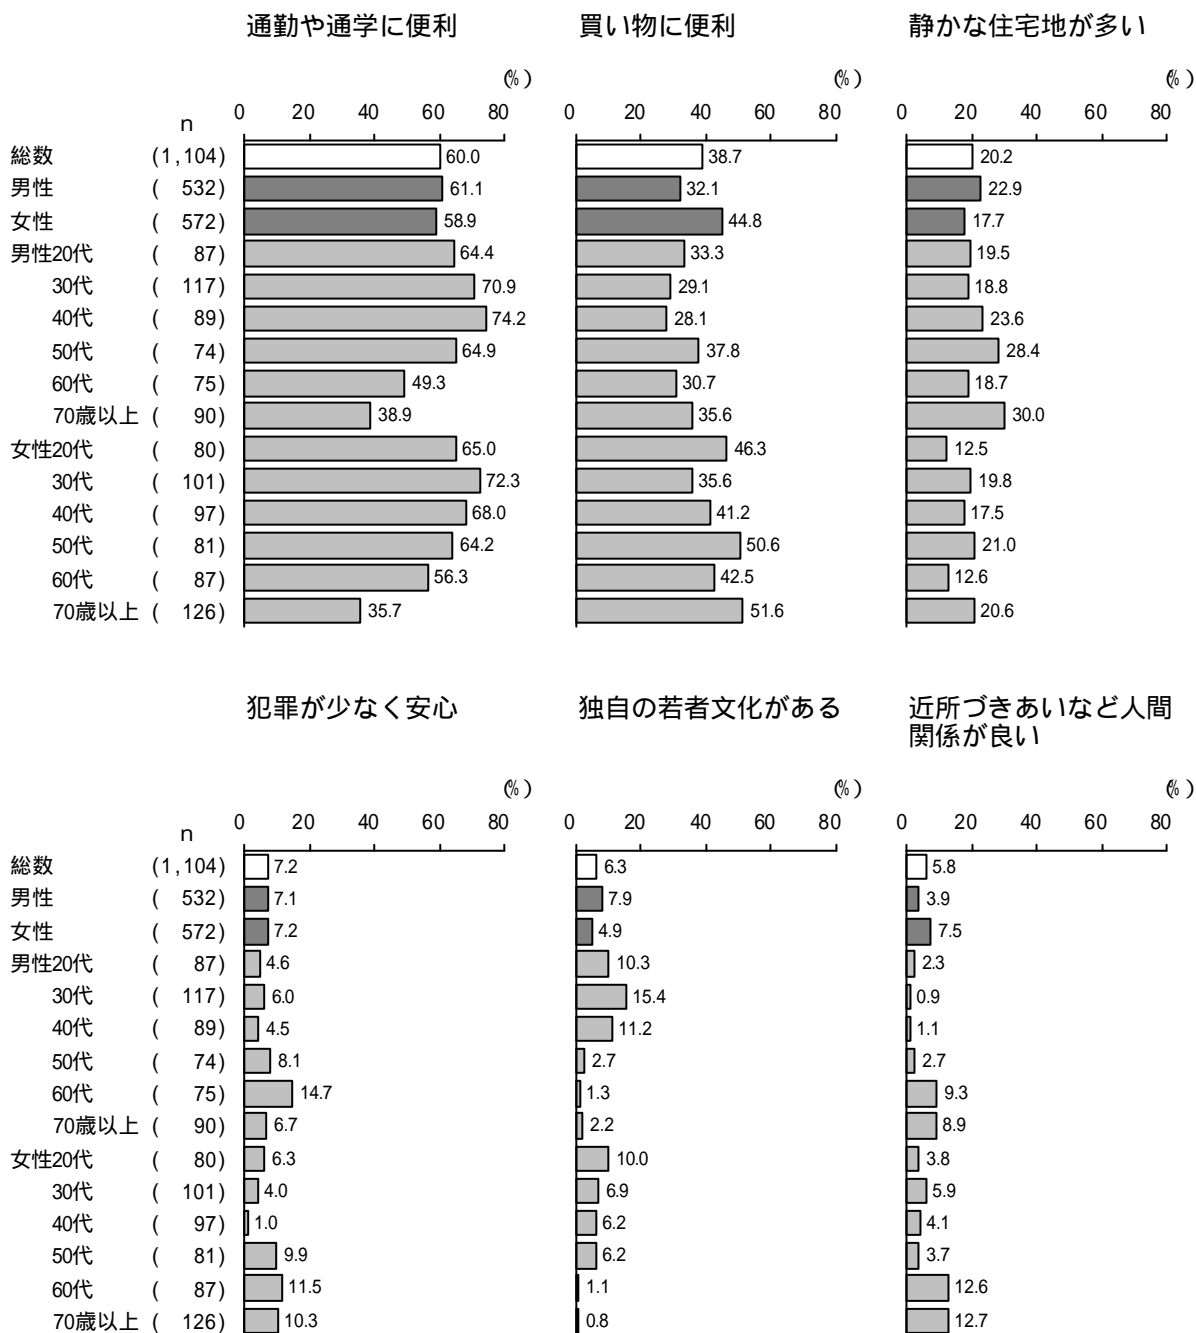 通勤や通学に便利 買い物に便利 静かな住宅地が多い
(%) (%) (%)
n 0 20 40 60 80 0 20 40 60 80 0 20 40 60 80
総数 (1,104) 60.0 38.7 20.2
男性 ( 532) 61.1 32.1 22.9
女性 ( 572) 58.9 44.8 17.7
男性20代 ( 87) 64.4 33.3 19.5
30代 ( 117) 70.9 29.1 18.8
40代 ( 89) 74.2 28.1 23.6
50代 ( 74) 64.9 37.8 28.4
60代 ( 75) 49.3 30.7 18.7
70歳以上 ( 90) 38.9 35.6 30.0
女性20代 ( 80) 65.0 46.3 12.5
30代 ( 101) 72.3 35.6 19.8
40代 ( 97) 68.0 41.2 17.5
50代 ( 81) 64.2 50.6 21.0
60代 ( 87) 56.3 42.5 12.6
70歳以上 ( 126) 35.7 51.6 20.6
犯罪が少なく安心 独自の若者文化がある 近所づきあいなど人間
関係が良い
(%) (%) (%)
n 0 20 40 60 80 0 20 40 60 80 0 20 40 60 80
総数 (1,104) 7.2 6.3 5.8
男性 ( 532) 7.1 7.9 3.9
女性 ( 572) 7.2 4.9 7.5
男性20代 ( 87) 4.6 10.3 2.3
30代 ( 117) 6.0 15.4 0.9
40代 ( 89) 4.5 11.2 1.1
50代 ( 74) 8.1 2.7 2.7
60代 ( 75) 14.7 1.3 9.3
70歳以上 ( 90) 6.7 2.2 8.9
女性20代 ( 80) 6.3 10.0 3.8
30代 ( 101) 4.0 6.9 5.9
40代 ( 97) 1.0 6.2 4.1
50代 ( 81) 9.9 6.2 3.7
60代 ( 87) 11.5 1.1 12.6
70歳以上 ( 126) 10.3 0.8 12.7